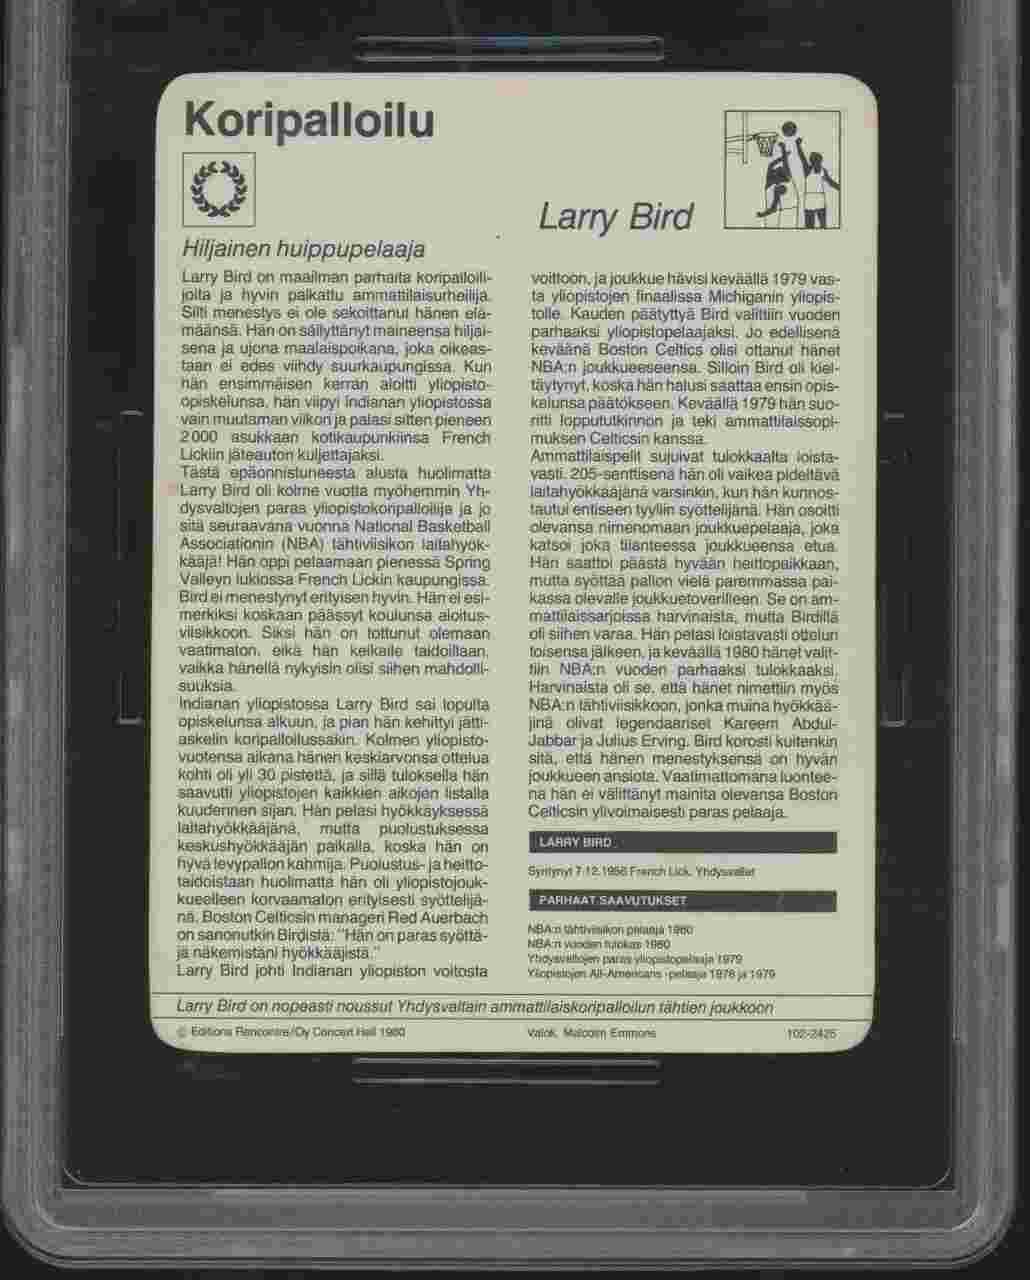 Koripalloilu
Larry Bird
Hiljainen huippupelaaja
Larry Bird on maailman parhaita koripalloili-
joita ja hyvin palkattu ammattilaisurheilija.
Silti menestys ei ole sekoittanut hänen elä-
määnsä. Hän on säilyttänyt maineensa hiljai-
sena ja ujona maalaispoikana, joka oikeas-
taan ei edes viihdy suurkaupungissa. Kun
hän ensimmäisen kerran aloitti yliopisto-
opiskelunsa, hän viipyi Indianan yliopistossa
vain muutaman viikon ja palasi sitten pieneen
2 000 asukkaan kotikaupunkiinsa French
Lickiin jäteauton kuljettajaksi.
Tästä epäonnistuneesta alusta huolimatta
Larry Bird oli kolme vuotta myöhemmin Yh-
dysvaltojen paras yliopistokoripalloilija ja jo
sitä seuraavana vuonna National Basketball
Associationin (NBA) tähtiviisikon laitahyök-
kääjä! Hän oppi pelaamaan pienessä Spring
Valleyn lukiossa French Lickin kaupungissa.
Bird ei menestynyt erityisen hyvin. Hän ei esi-
merkiksi koskaan päässyt koulunsa aloitus-
viisikkoon. Siksi hän on tottunut olemaan
vaatimaton, eikä hän keikaile taidoillaan,
vaikka hänellä nykyisin olisi siihen mahdolli-
suuksia.
Indianan yliopistossa Larry Bird sai lopulta
opiskelunsa alkuun, ja pian hän kehittyi jätti-
askelin koripalloilussakin. Kolmen yliopisto-
vuotensa aikana hänen keskiarvonsa ottelua
kohti oli yli 30 pistettä, ja sillä tuloksella hän
saavutti yliopistojen kaikkien aikojen listalla
kuudennen sijan. Hän pelasi hyökkäyksessä
laitahyökkääjänä, mutta puolustuksessa
keskushyökkääjän paikalla, koska hän on
hyvä levypallon kahmija. Puolustus- ja heitto-
taidoistaan huolimatta hän oli yliopistojouk-
kueelleen korvaamaton erityisesti syöttelijä-
nä. Boston Celticsin manageri Red Auerbach
on sanonutkin Birdistä: "Hän on paras syöttä-
jä näkemistäni hyökkääjistä."
Larry Bird johti Indianan yliopiston voitosta
voittoon, ja joukkue hävisi keväällä 1979 vas-
ta yliopistojen finaalissa Michiganin yliopis-
tolle. Kauden päätyttyä Bird valittiin vuoden
parhaaksi yliopistopelaajaksi. Jo edellisenä
keväänä Boston Celtics olisi ottanut hänet
NBA:n joukkueeseensa. Silloin Bird oli kiel-
täytynyt, koska hän halusi saattaa ensin opis-
kelunsa päätökseen. Keväällä 1979 hän suo-
ritti loppututkinnon ja teki ammattilaissopi-
muksen Celticsin kanssa.
Ammattilaispelit sujuivat tulokkaalta loista-
vasti. 205-senttisenä hän oli vaikea pideltävä
laitahyökkääjänä varsinkin, kun hän kunnos-
tautui entiseen tyyliin syöttelijänä. Hän osoitti
olevansa nimenomaan joukkuepelaaja, joka
katsoi joka tilanteessa joukkueensa etua.
Hän saattoi päästä hyvään heittopaikkaan,
mutta syöttää pallon vielä paremmassa pai-
kassa olevalle joukkuetoverilleen. Se on am-
mattilaissarjoissa harvinaista, mutta Birdillä
oli siihen varaa. Hän pelasi loistavasti ottelun
toisensa jälkeen, ja keväällä 1980 hänet valit-
tiin NBA:n vuoden parhaaksi tulokkaaksi.
Harvinaista oli se, että hänet nimettiin myös
NBA:n tähtiviisikkoon, jonka muina hyökkää-
jinä olivat legendaariset Kareem Abdul-
Jabbar ja Julius Erving. Bird korosti kuitenkin
sitä, että hänen menestyksensä on hyvän
joukkueen ansiota. Vaatimattomana luontee-
na hän ei välittänyt mainita olevansa Boston
Celticsin ylivoimaisesti paras pelaaja.
LARRY BIRD
Syntynyt 7.12.1956 French Lick, Yhdysvallat
PARHAAT SAAVUTUKSET
NBA:n tähtiviisikon pelaaja 1980
NBA:n vuoden tulokas 1980
Yhdysvaltojen paras yliopistopelaaja 1979
Yliopistojen All-Americans -pelaaja 1978 ja 1979
Larry Bird on nopeasti noussut Yhdysvaltain ammattilaiskoripalloilun tähtien joukkoon
© Editions Rencontre/Oy Concert Hall 1980
Valok. Malcolm Emmons
102-2425